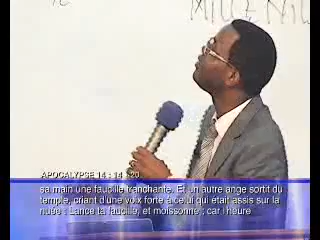 MILLENIU
APOCALYPSE 14 : 14 - 20
sa main une faucille tranchante. Et un autre ange sortit du
temple, criant d'une voix forte à celui qui était assis sur la
nuée : Lance ta faucille, et moissonne ; car l'heure